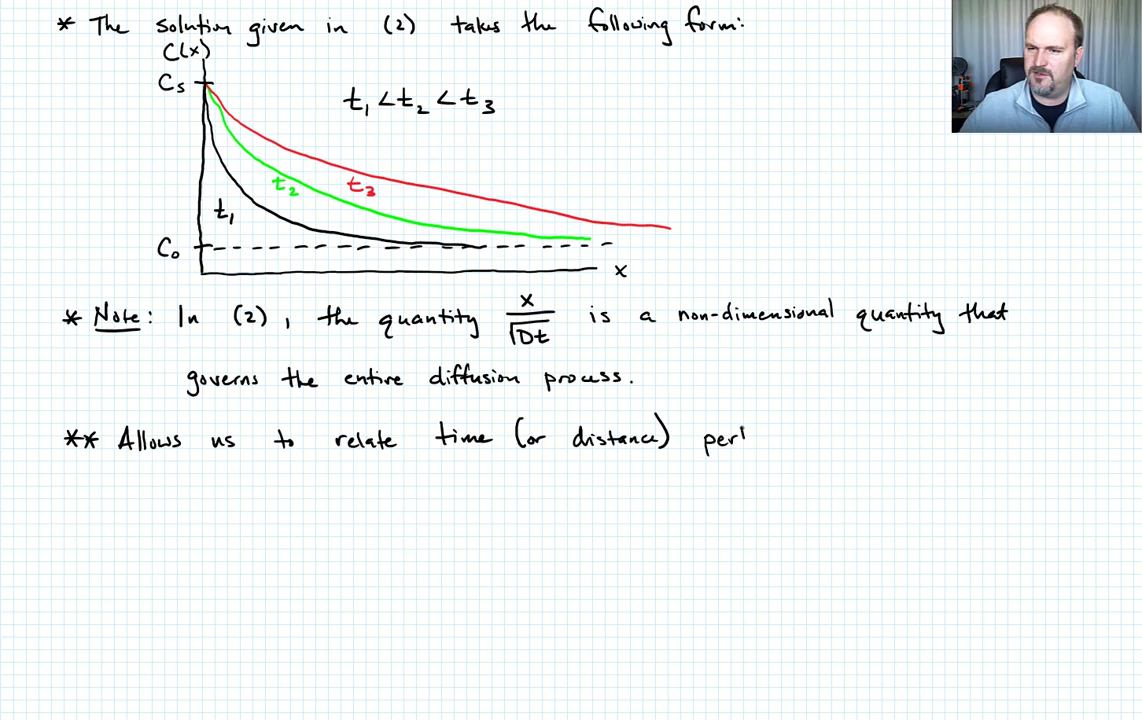 * The solution given in (2) takes the following form:
C(x)
Cs
t₁ < t₂ < t₃
t₂
t₃
t₁
C₀
x
* Note: In (2), the quantity x/√Dt is a non-dimensional quantity that
governs the entire diffusion process.
** Allows us to relate time (or distance)